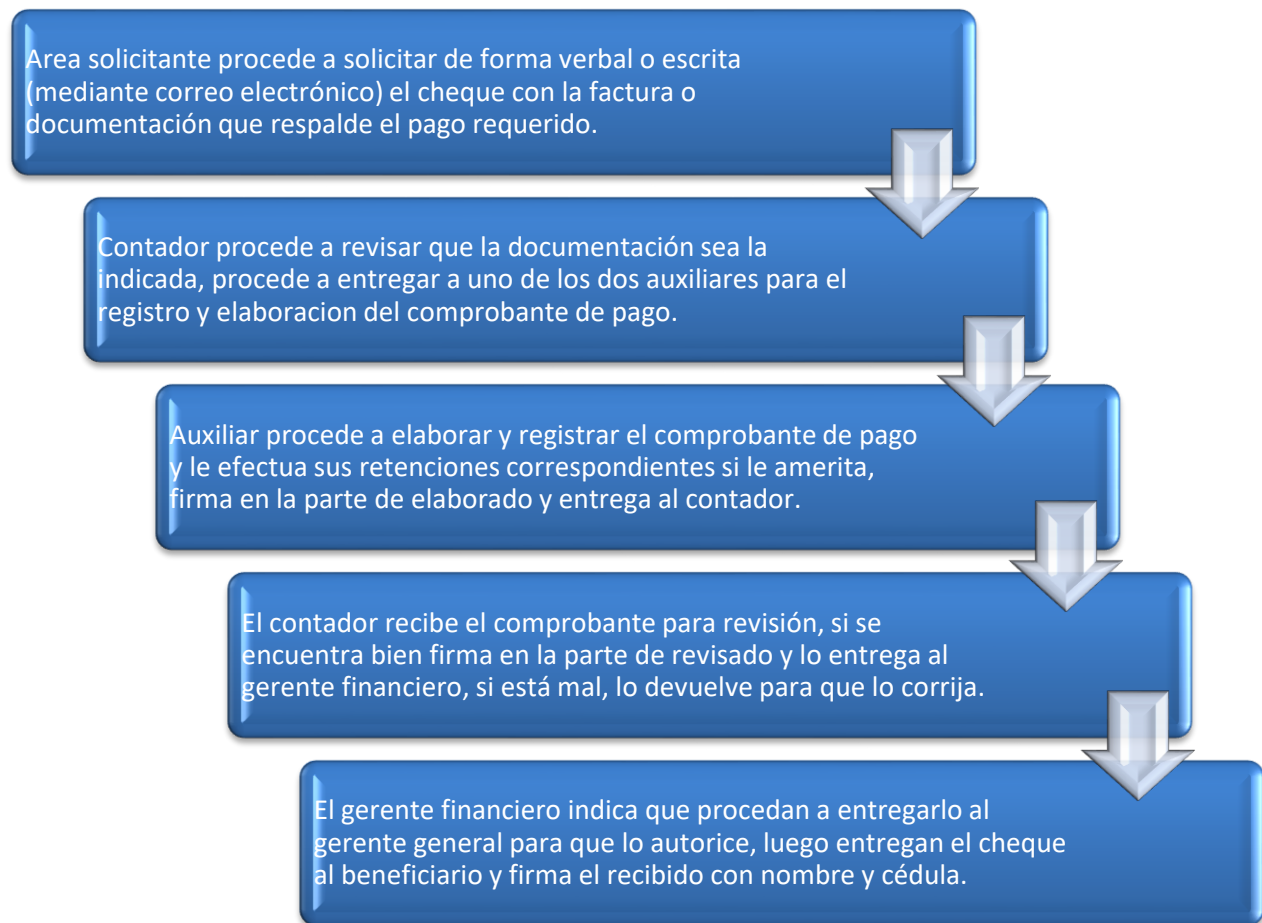 Area solicitante procede a solicitar de forma verbal o escrita
(mediante correo electrónico) el cheque con la factura o
documentación que respalde el pago requerido.
Contador procede a revisar que la documentación sea la
indicada, procede a entregar a uno de los dos auxiliares para el
registro y elaboracion del comprobante de pago.
Auxiliar procede a elaborar y registrar el comprobante de pago
y le efectua sus retenciones correspondientes si le amerita,
firma en la parte de elaborado y entrega al contador.
El contador recibe el comprobante para revisión, si se
encuentra bien firma en la parte de revisado y lo entrega al
gerente financiero, si está mal, lo devuelve para que lo corrija.
El gerente financiero indica que procedan a entregarlo al
gerente general para que lo autorice, luego entregan el cheque
al beneficiario y firma el recibido con nombre y cédula.